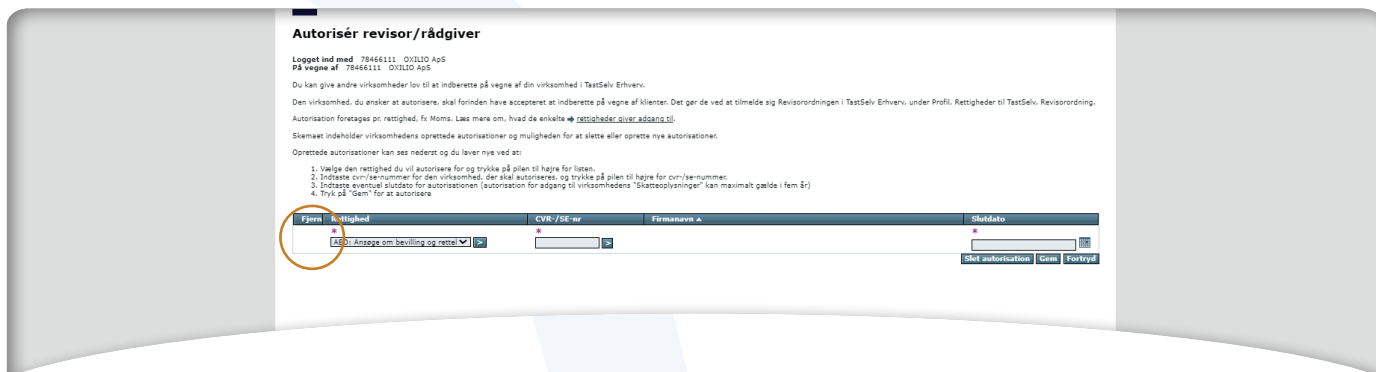 Autorisér revisor/rådgiver
Logget ind med 78466111 OXILIO ApS
På vegne af 78466111 OXILIO ApS
Du kan give andre virksomheder lov til at indberette på vegne af din virksomhed i TastSelv Erhverv.
Den virksomhed, du ønsker at autorisere, skal forinden have accepteret at indberette på vegne af klienter. Det gør de ved at tilmelde sig Revisorordningen i TastSelv Erhverv, under Profil, Rettigheder til TastSelv, Revisorordning.
Autorisation foretages pr. rettighed, fx Moms. Læs mere om, hvad de enkelte rettigheder giver adgang til.
Skemaet indeholder virksomhedens oprettede autorisationer og muligheden for at slette eller oprette nye autorisationer.
Oprettede autorisationer kan ses nederst og du laver nye ved at:
1. Vælge den rettighed du vil autorisere for og trykke på pilen til højre for listen.
2. Indtaste cvr-/se-nummer for den virksomhed, der skal autoriseres, og trykke på pilen til højre for cvr-/se-nummer.
3. Indtaste eventuel slutdato for autorisationen (autorisation for adgang til virksomhedens "Skatteoplysninger" kan maximalt gælde i fem år)
4. Tryk på "Gem" for at autorisere
Fjern Rettighed CVR-/SE-nr Firmanavn Slutdato
* * *
AEO: Ansøge om bevilling og rettel > >
Slet autorisation Gem Fortryd